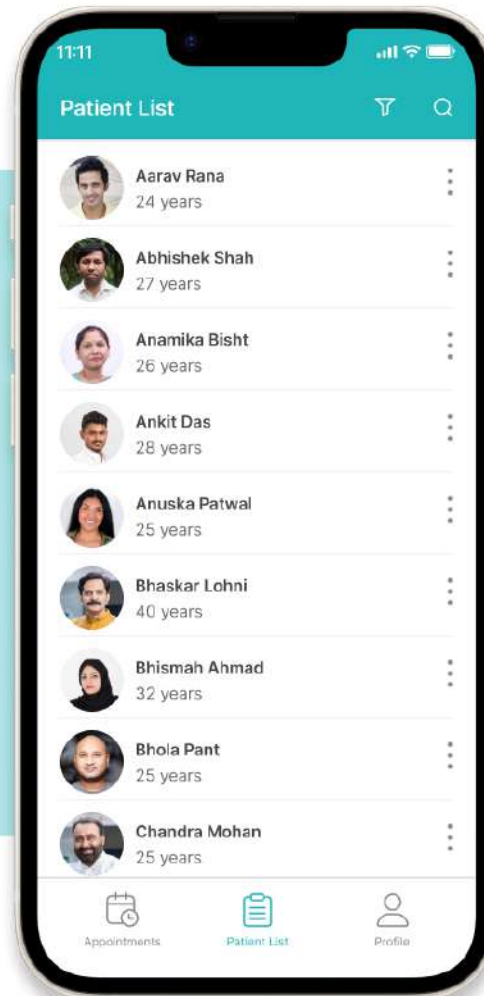 11:11
Patient List
Aarav Rana
24 years
Abhishek Shah
27 years
Anamika Bisht
26 years
Ankit Das
28 years
Anuska Patwal
25 years
Bhaskar Lohni
40 years
Bhismah Ahmad
32 years
Bhola Pant
25 years
Chandra Mohan
25 years
Appointments
Patient List
Profile